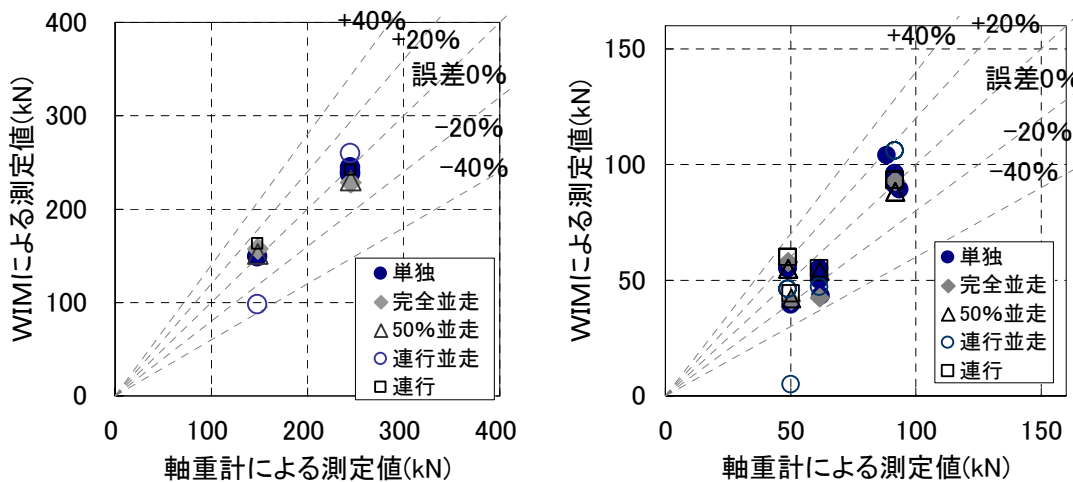 400
300
200
100
0
0
100
200
300
400
WIMによる測定値(kN)
軸重計による測定値(kN)
+40%
+20%
誤差0%
-20%
-40%
単独
完全並走
50%並走
連行並走
連行
150
100
50
0
0
50
100
150
WIMによる測定値(kN)
軸重計による測定値(kN)
+40%
+20%
誤差0%
-20%
-40%
単独
完全並走
50%並走
連行並走
連行